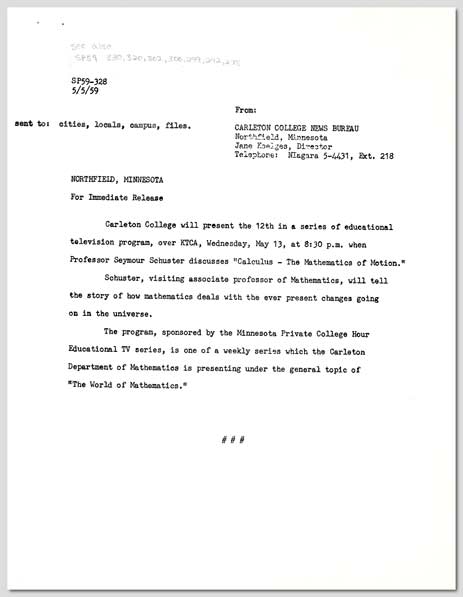 see also
SP59 330, 320, 302, 300, 299, 292, 275
SP59-328
5/5/59
From:
sent to: cities, locals, campus, files.
CARLETON COLLEGE NEWS BUREAU
Northfield, Minnesota
Jane Director
Telephone: NIagara 5-4431, Ext. 218
NORTHFIELD, MINNESOTA
For Immediate Release
Carleton College will present the 12th in a series of educational
television program, over KTCA, Wednesday, May 13, at 8:30 p.m. when
Professor Seymour Schuster discusses "Calculus - The Mathematics of Motion."
Schuster, visiting associate professor of Mathematics, will tell
the story of how mathematics deals with the ever present changes going
on in the universe.
The program, sponsored by the Minnesota Private College Hour
Educational TV series, is one of a weekly series which the Carleton
Department of Mathematics is presenting under the general topic of
"The World of Mathematics."
# # #